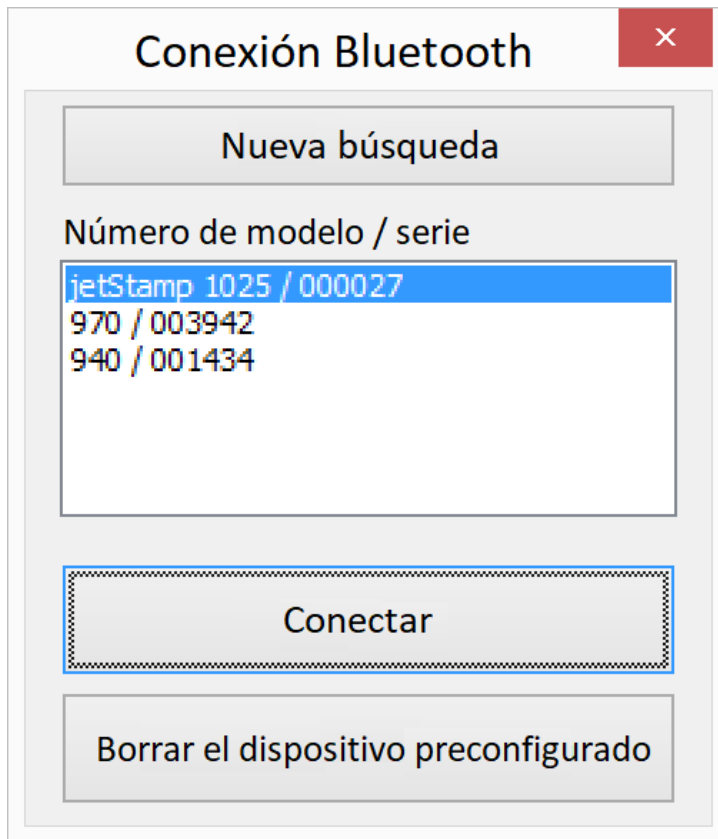 Conexión Bluetooth
×
Nueva búsqueda
Número de modelo / serie
jetStamp 1025 / 000027
970 / 003942
940 / 001434
Conectar
Borrar el dispositivo preconfigurado